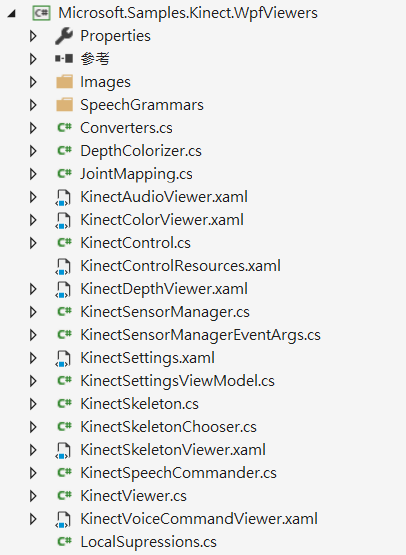 Microsoft.Samples.Kinect.WpfViewers
Properties
參考
Images
SpeechGrammars
Converters.cs
DepthColorizer.cs
JointMapping.cs
KinectAudioViewer.xaml
KinectColorViewer.xaml
KinectControl.cs
KinectControlResources.xaml
KinectDepthViewer.xaml
KinectSensorManager.cs
KinectSensorManagerEventArgs.cs
KinectSettings.xaml
KinectSettingsViewModel.cs
KinectSkeleton.cs
KinectSkeletonChooser.cs
KinectSkeletonViewer.xaml
KinectSpeechCommander.cs
KinectViewer.cs
KinectVoiceCommandViewer.xaml
LocalSupressions.cs